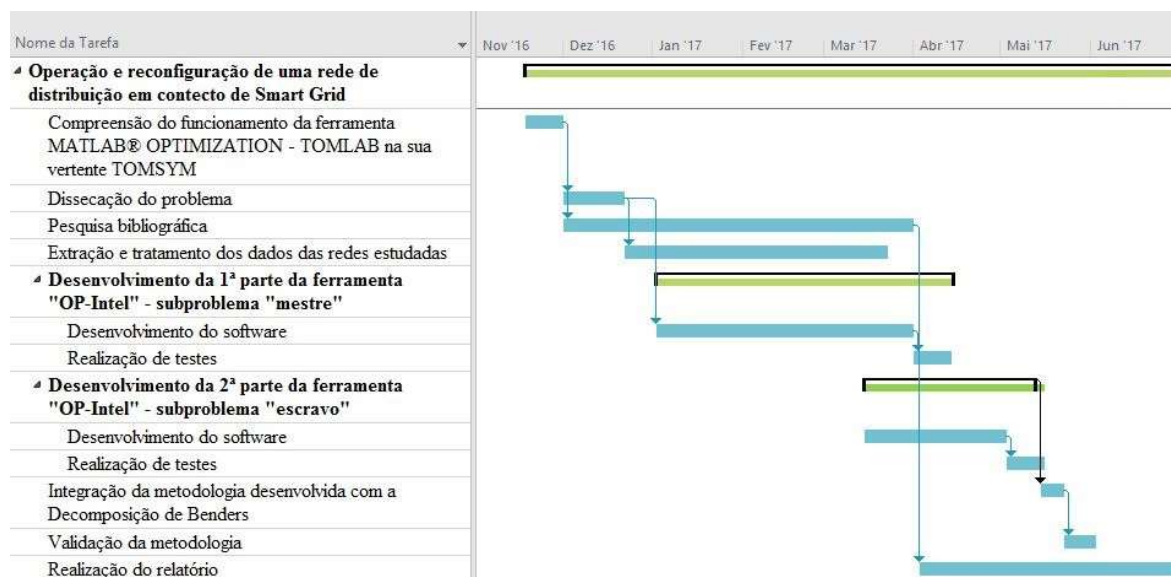 Nome da Tarefa
Nov '16 Dez '16 Jan '17 Fev '17 Mar '17 Abr '17 Mai '17 Jun '17
Operação e reconfiguração de uma rede de
distribuição em contecto de Smart Grid
Compreensão do funcionamento da ferramenta
MATLAB® OPTIMIZATION - TOMLAB na sua
vertente TOMSYM
Dissecação do problema
Pesquisa bibliográfica
Extração e tratamento dos dados das redes estudadas
Desenvolvimento da 1ª parte da ferramenta
"OP-Intel" - subproblema "mestre"
Desenvolvimento do software
Realização de testes
Desenvolvimento da 2ª parte da ferramenta
"OP-Intel" - subproblema "escravo"
Desenvolvimento do software
Realização de testes
Integração da metodologia desenvolvida com a
Decomposição de Benders
Validação da metodologia
Realização do relatório